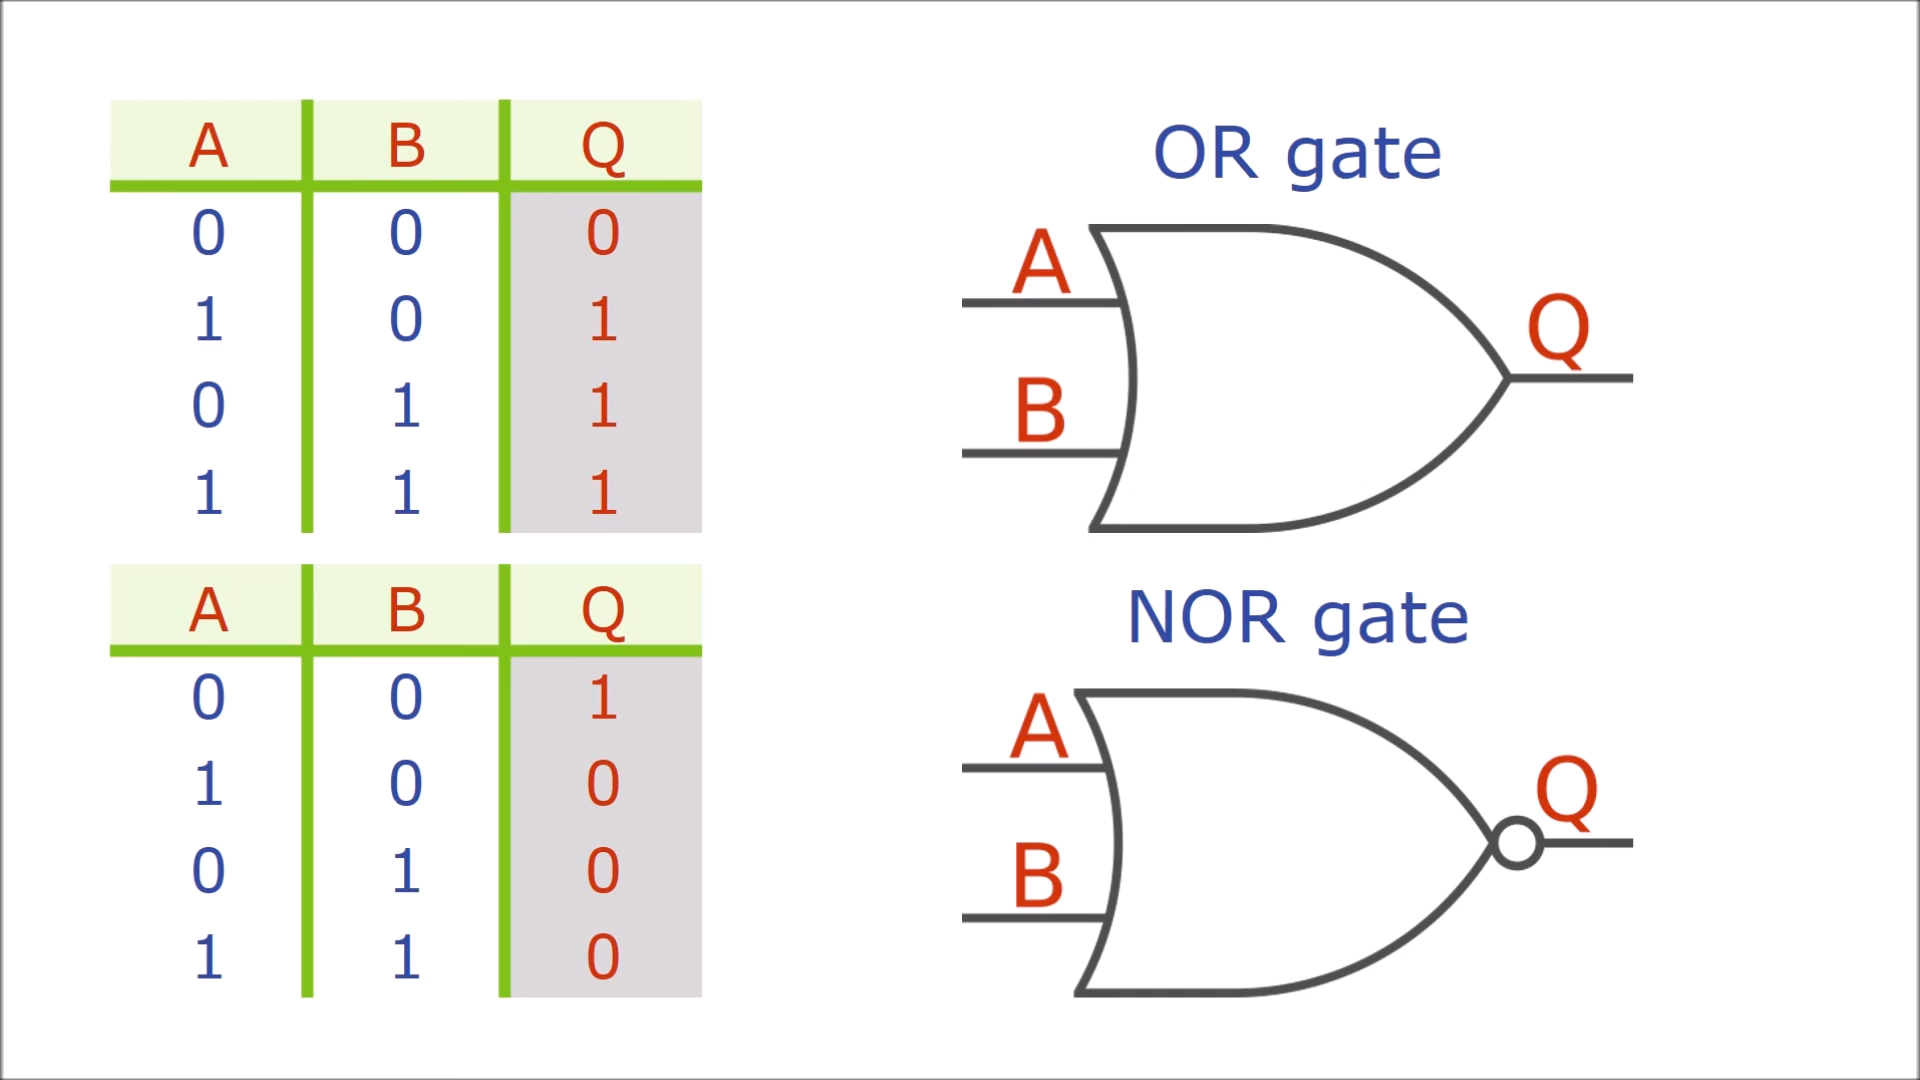 A B Q
0 0 0
1 0 1
0 1 1
1 1 1
OR gate
A
B
Q
A B Q
0 0 1
1 0 0
0 1 0
1 1 0
NOR gate
A
B
Q